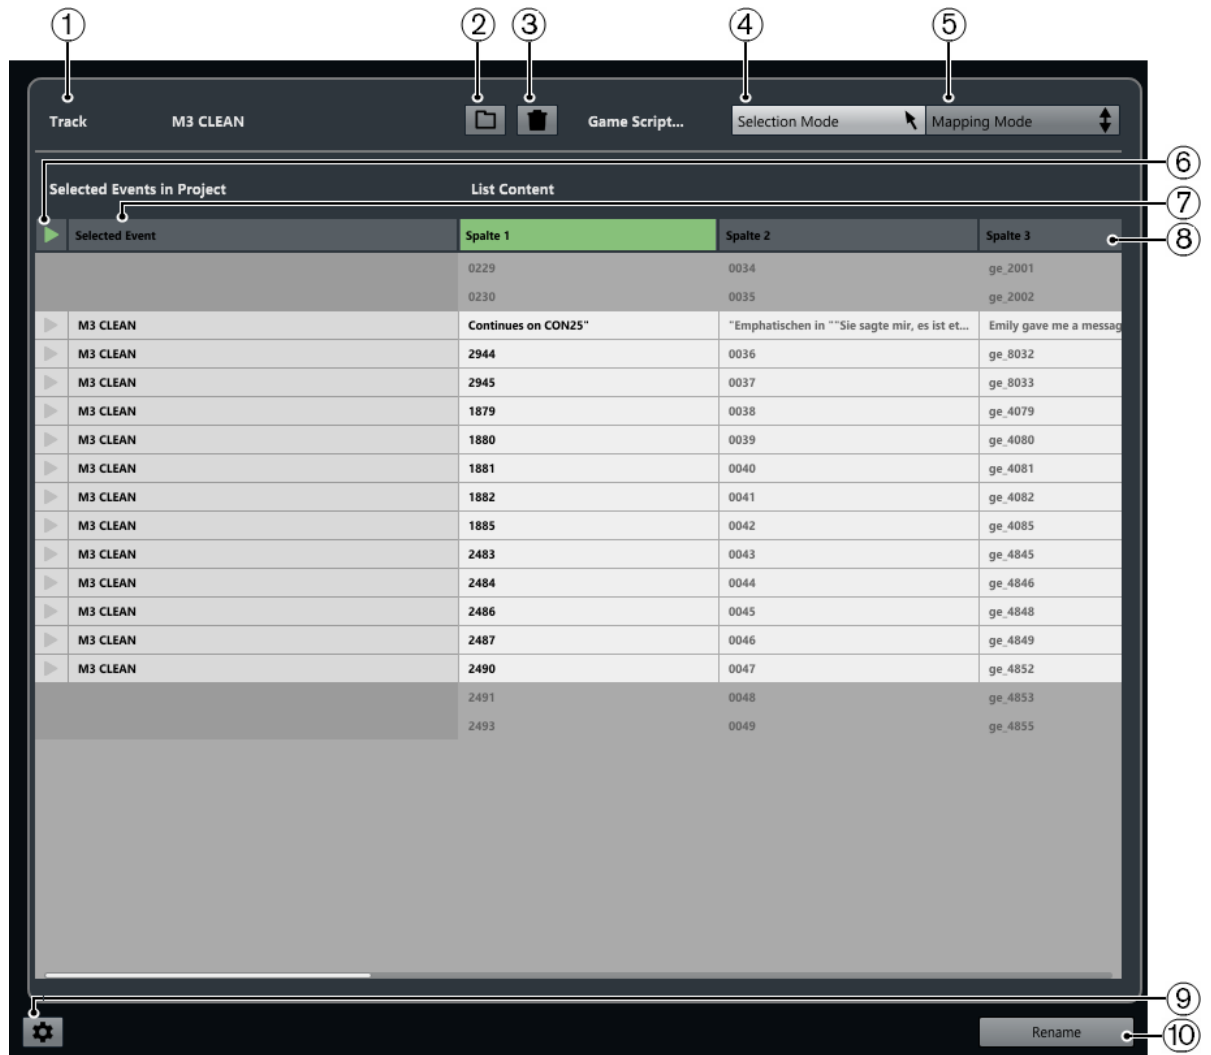 1 2 3 4 5
Track M3 CLEAN Game Script... Selection Mode Mapping Mode
6
Selected Events in Project List Content
7
Selected Event Spalte 1 Spalte 2 Spalte 3 8
0229 0034 ge_2001
0230 0035 ge_2002
M3 CLEAN Continues on CON25" "Emphatischen in ""Sie sagte mir, es ist et... Emily gave me a messag
M3 CLEAN 2944 0036 ge_8032
M3 CLEAN 2945 0037 ge_8033
M3 CLEAN 1879 0038 ge_4079
M3 CLEAN 1880 0039 ge_4080
M3 CLEAN 1881 0040 ge_4081
M3 CLEAN 1882 0041 ge_4082
M3 CLEAN 1885 0042 ge_4085
M3 CLEAN 2483 0043 ge_4845
M3 CLEAN 2484 0044 ge_4846
M3 CLEAN 2486 0045 ge_4848
M3 CLEAN 2487 0046 ge_4849
M3 CLEAN 2490 0047 ge_4852
2491 0048 ge_4853
2493 0049 ge_4855
9
Rename 10